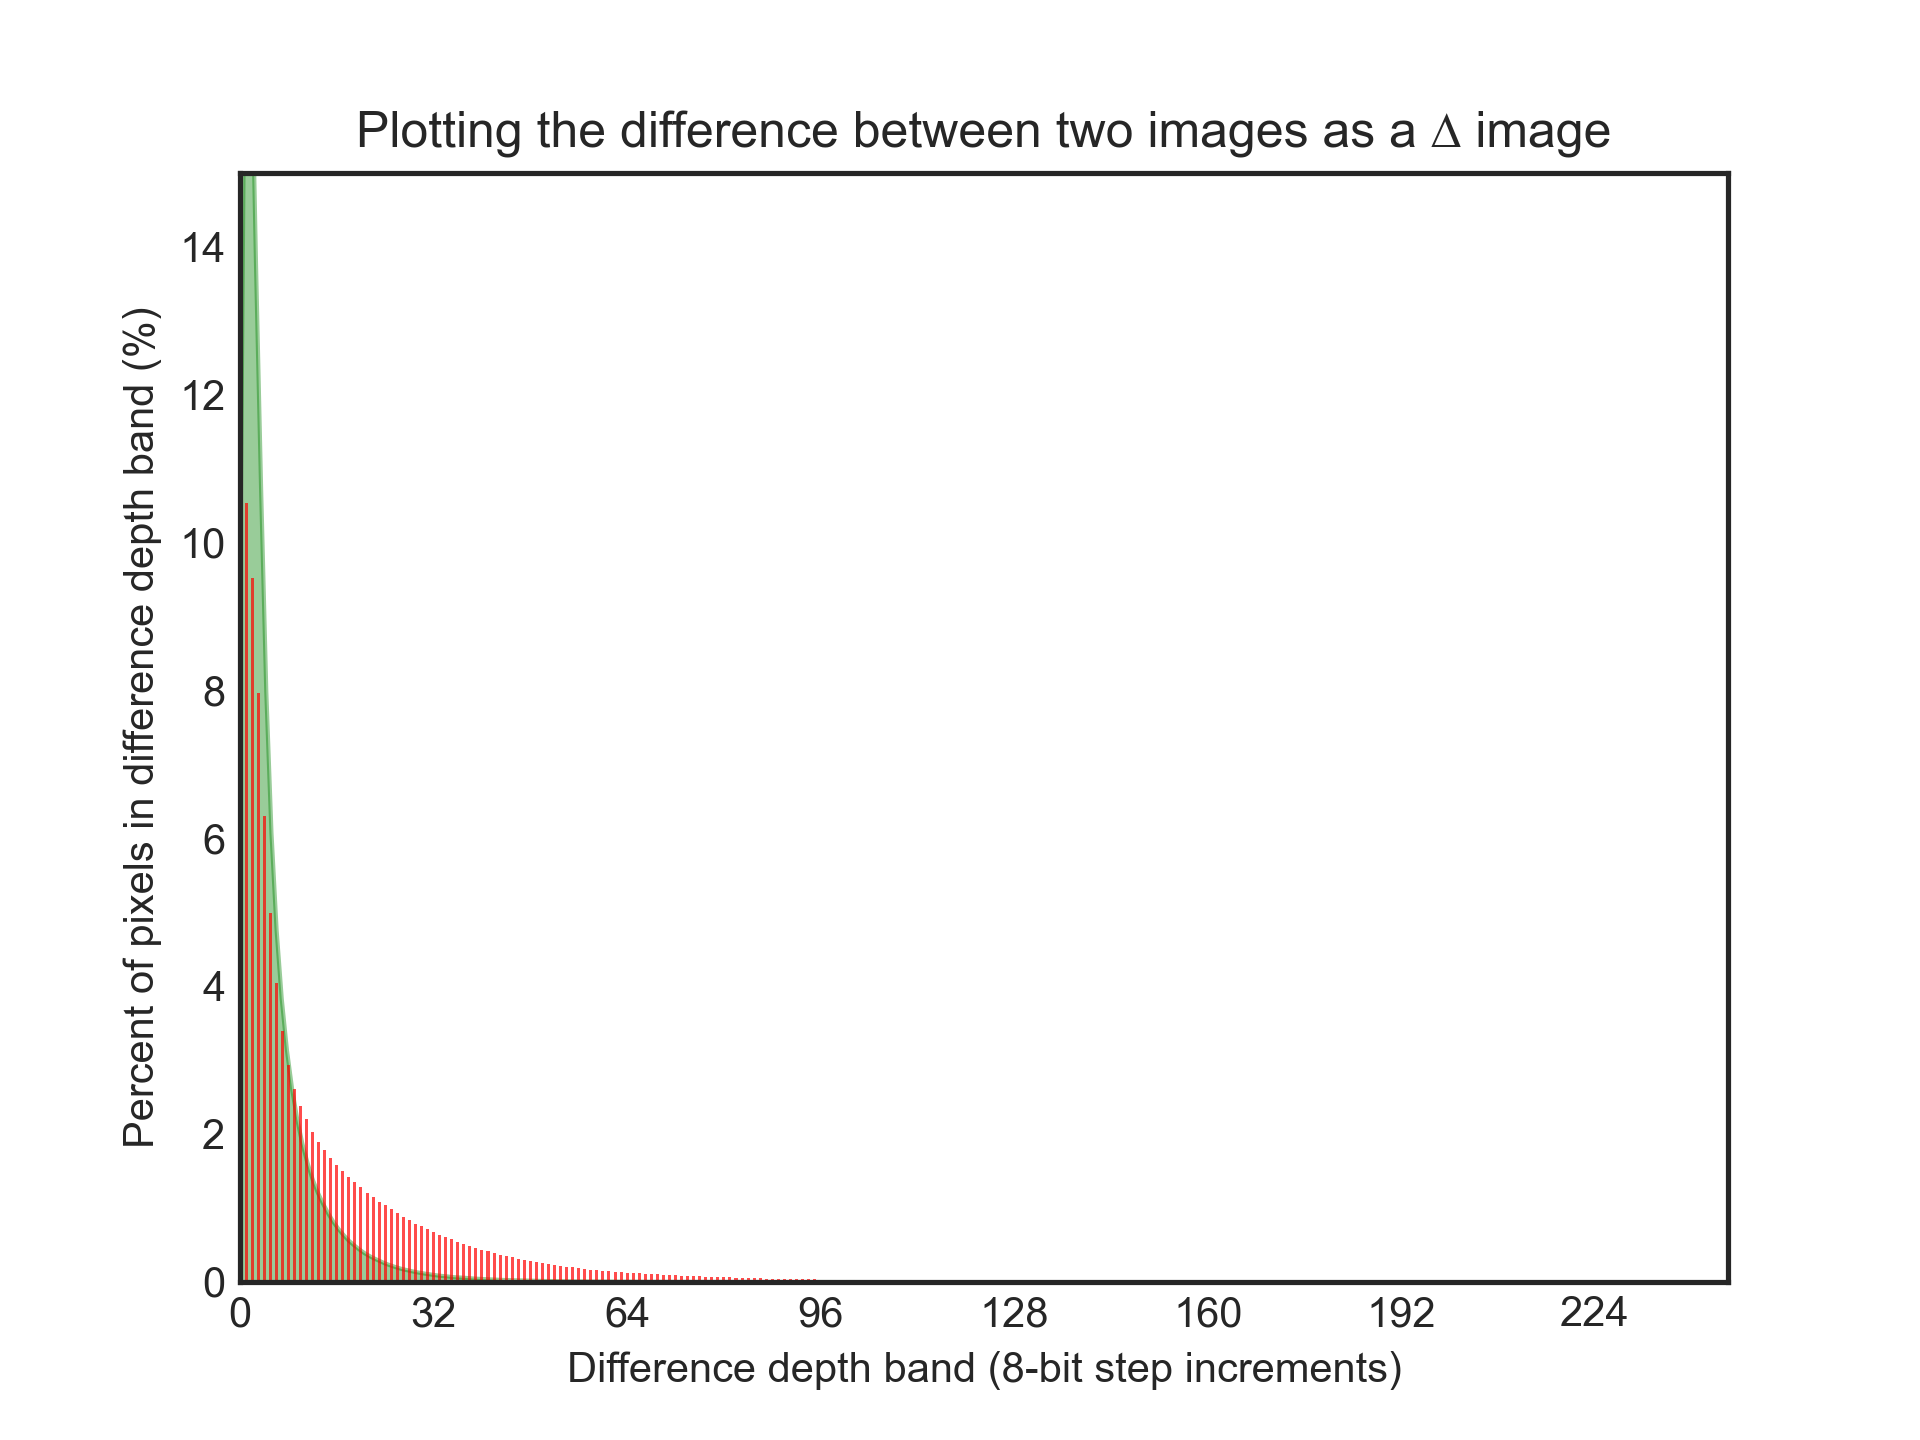 Plotting the difference between two images as a Δ image
Percent of pixels in difference depth band (%)
14
12
10
8
6
4
2
0
0 32 64 96 128 160 192 224
Difference depth band (8-bit step increments)